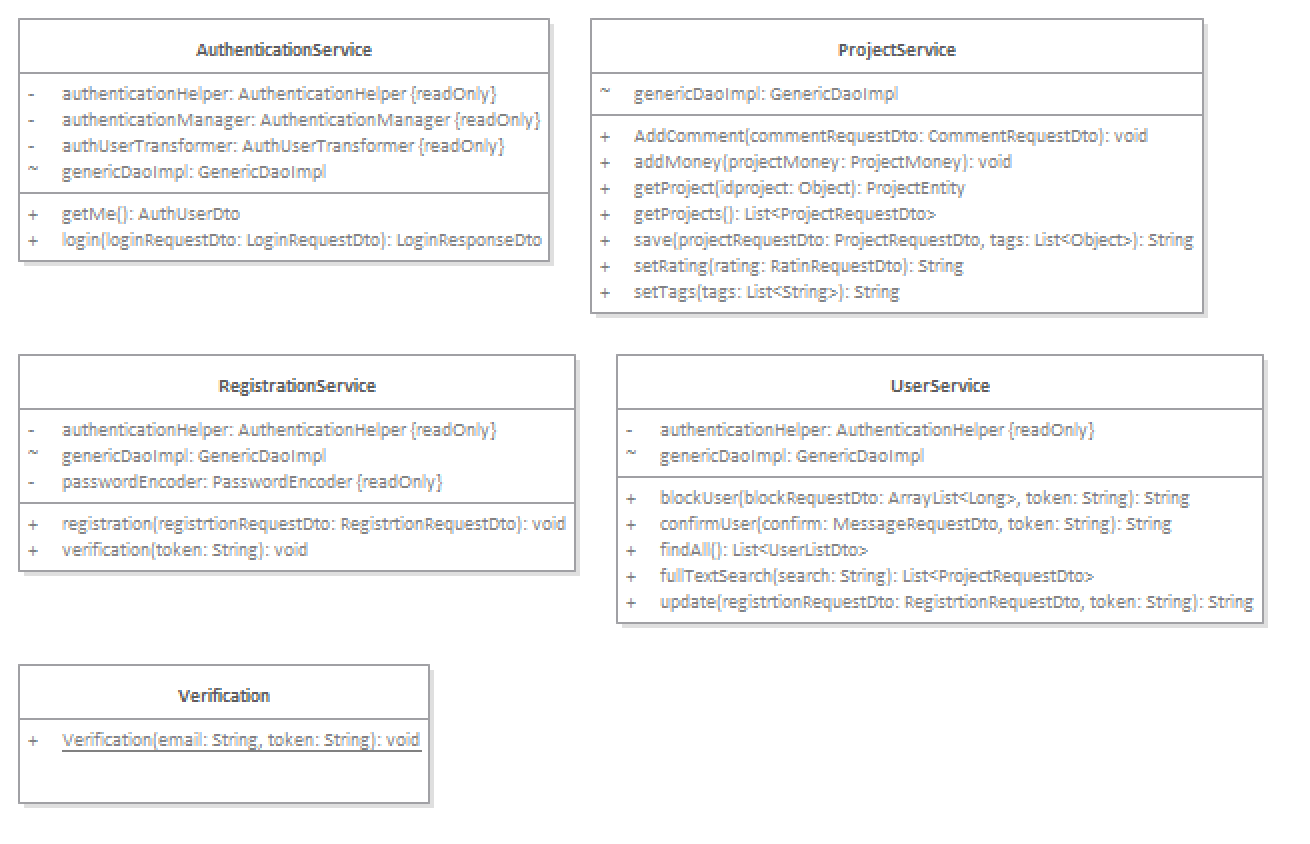 AuthenticationService
- authenticationHelper: AuthenticationHelper {readOnly}
- authenticationManager: AuthenticationManager {readOnly}
- authUserTransformer: AuthUserTransformer {readOnly}
~ genericDaoImpl: GenericDaoImpl
+ getMe(): AuthUserDto
+ login(loginRequestDto: LoginRequestDto): LoginResponseDto
ProjectService
~ genericDaoImpl: GenericDaoImpl
+ AddComment(commentRequestDto: CommentRequestDto): void
+ addMoney(projectMoney: ProjectMoney): void
+ getProject(idproject: Object): ProjectEntity
+ getProjects(): List<ProjectRequestDto>
+ save(projectRequestDto: ProjectRequestDto, tags: List<Object>): String
+ setRating(rating: RatinRequestDto): String
+ setTags(tags: List<String>): String
RegistrationService
- authenticationHelper: AuthenticationHelper {readOnly}
~ genericDaoImpl: GenericDaoImpl
- passwordEncoder: PasswordEncoder {readOnly}
+ registration(registrtionRequestDto: RegistrtionRequestDto): void
+ verification(token: String): void
UserService
- authenticationHelper: AuthenticationHelper {readOnly}
~ genericDaoImpl: GenericDaoImpl
+ blockUser(blockRequestDto: ArrayList<Long>, token: String): String
+ confirmUser(confirm: MessageRequestDto, token: String): String
+ findAll(): List<UserListDto>
+ fullTextSearch(search: String): List<ProjectRequestDto>
+ update(registrtionRequestDto: RegistrtionRequestDto, token: String): String
Verification
+ Verification(email: String, token: String): void